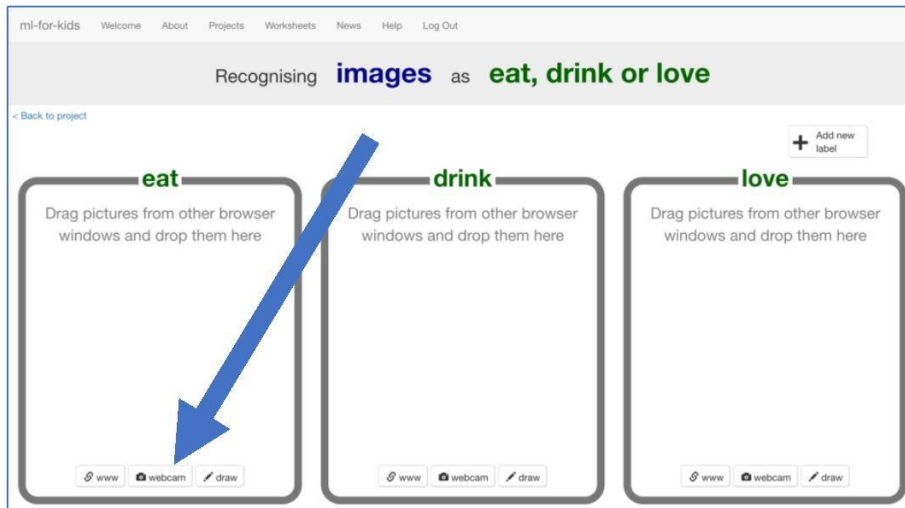 ml-for-kids Welcome About Projects Worksheets News Help Log Out
Recognising images as eat, drink or love
< Back to project
Add new
label
eat
Drag pictures from other browser
windows and drop them here
www webcam draw
drink
Drag pictures from other browser
windows and drop them here
www webcam draw
love
Drag pictures from other browser
windows and drop them here
www webcam draw